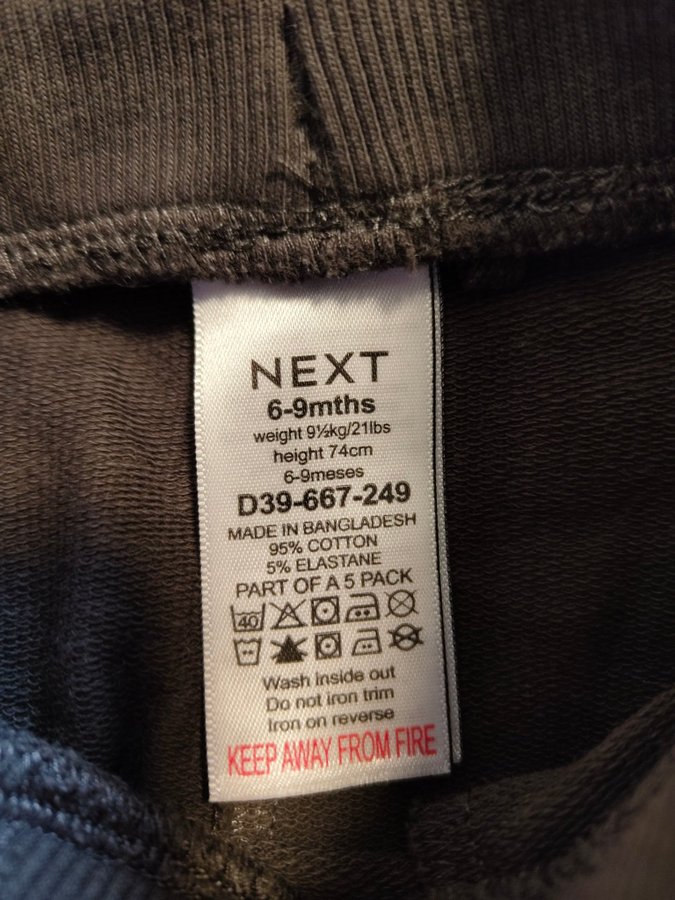 NEXT
6-9mths
weight 9½kg/21lbs
height 74cm
6-9meses
D39-667-249
MADE IN BANGLADESH
95% COTTON
5% ELASTANE
PART OF A 5 PACK
40
Wash inside out
Do not iron trim
Iron on reverse
KEEP AWAY FROM FIRE